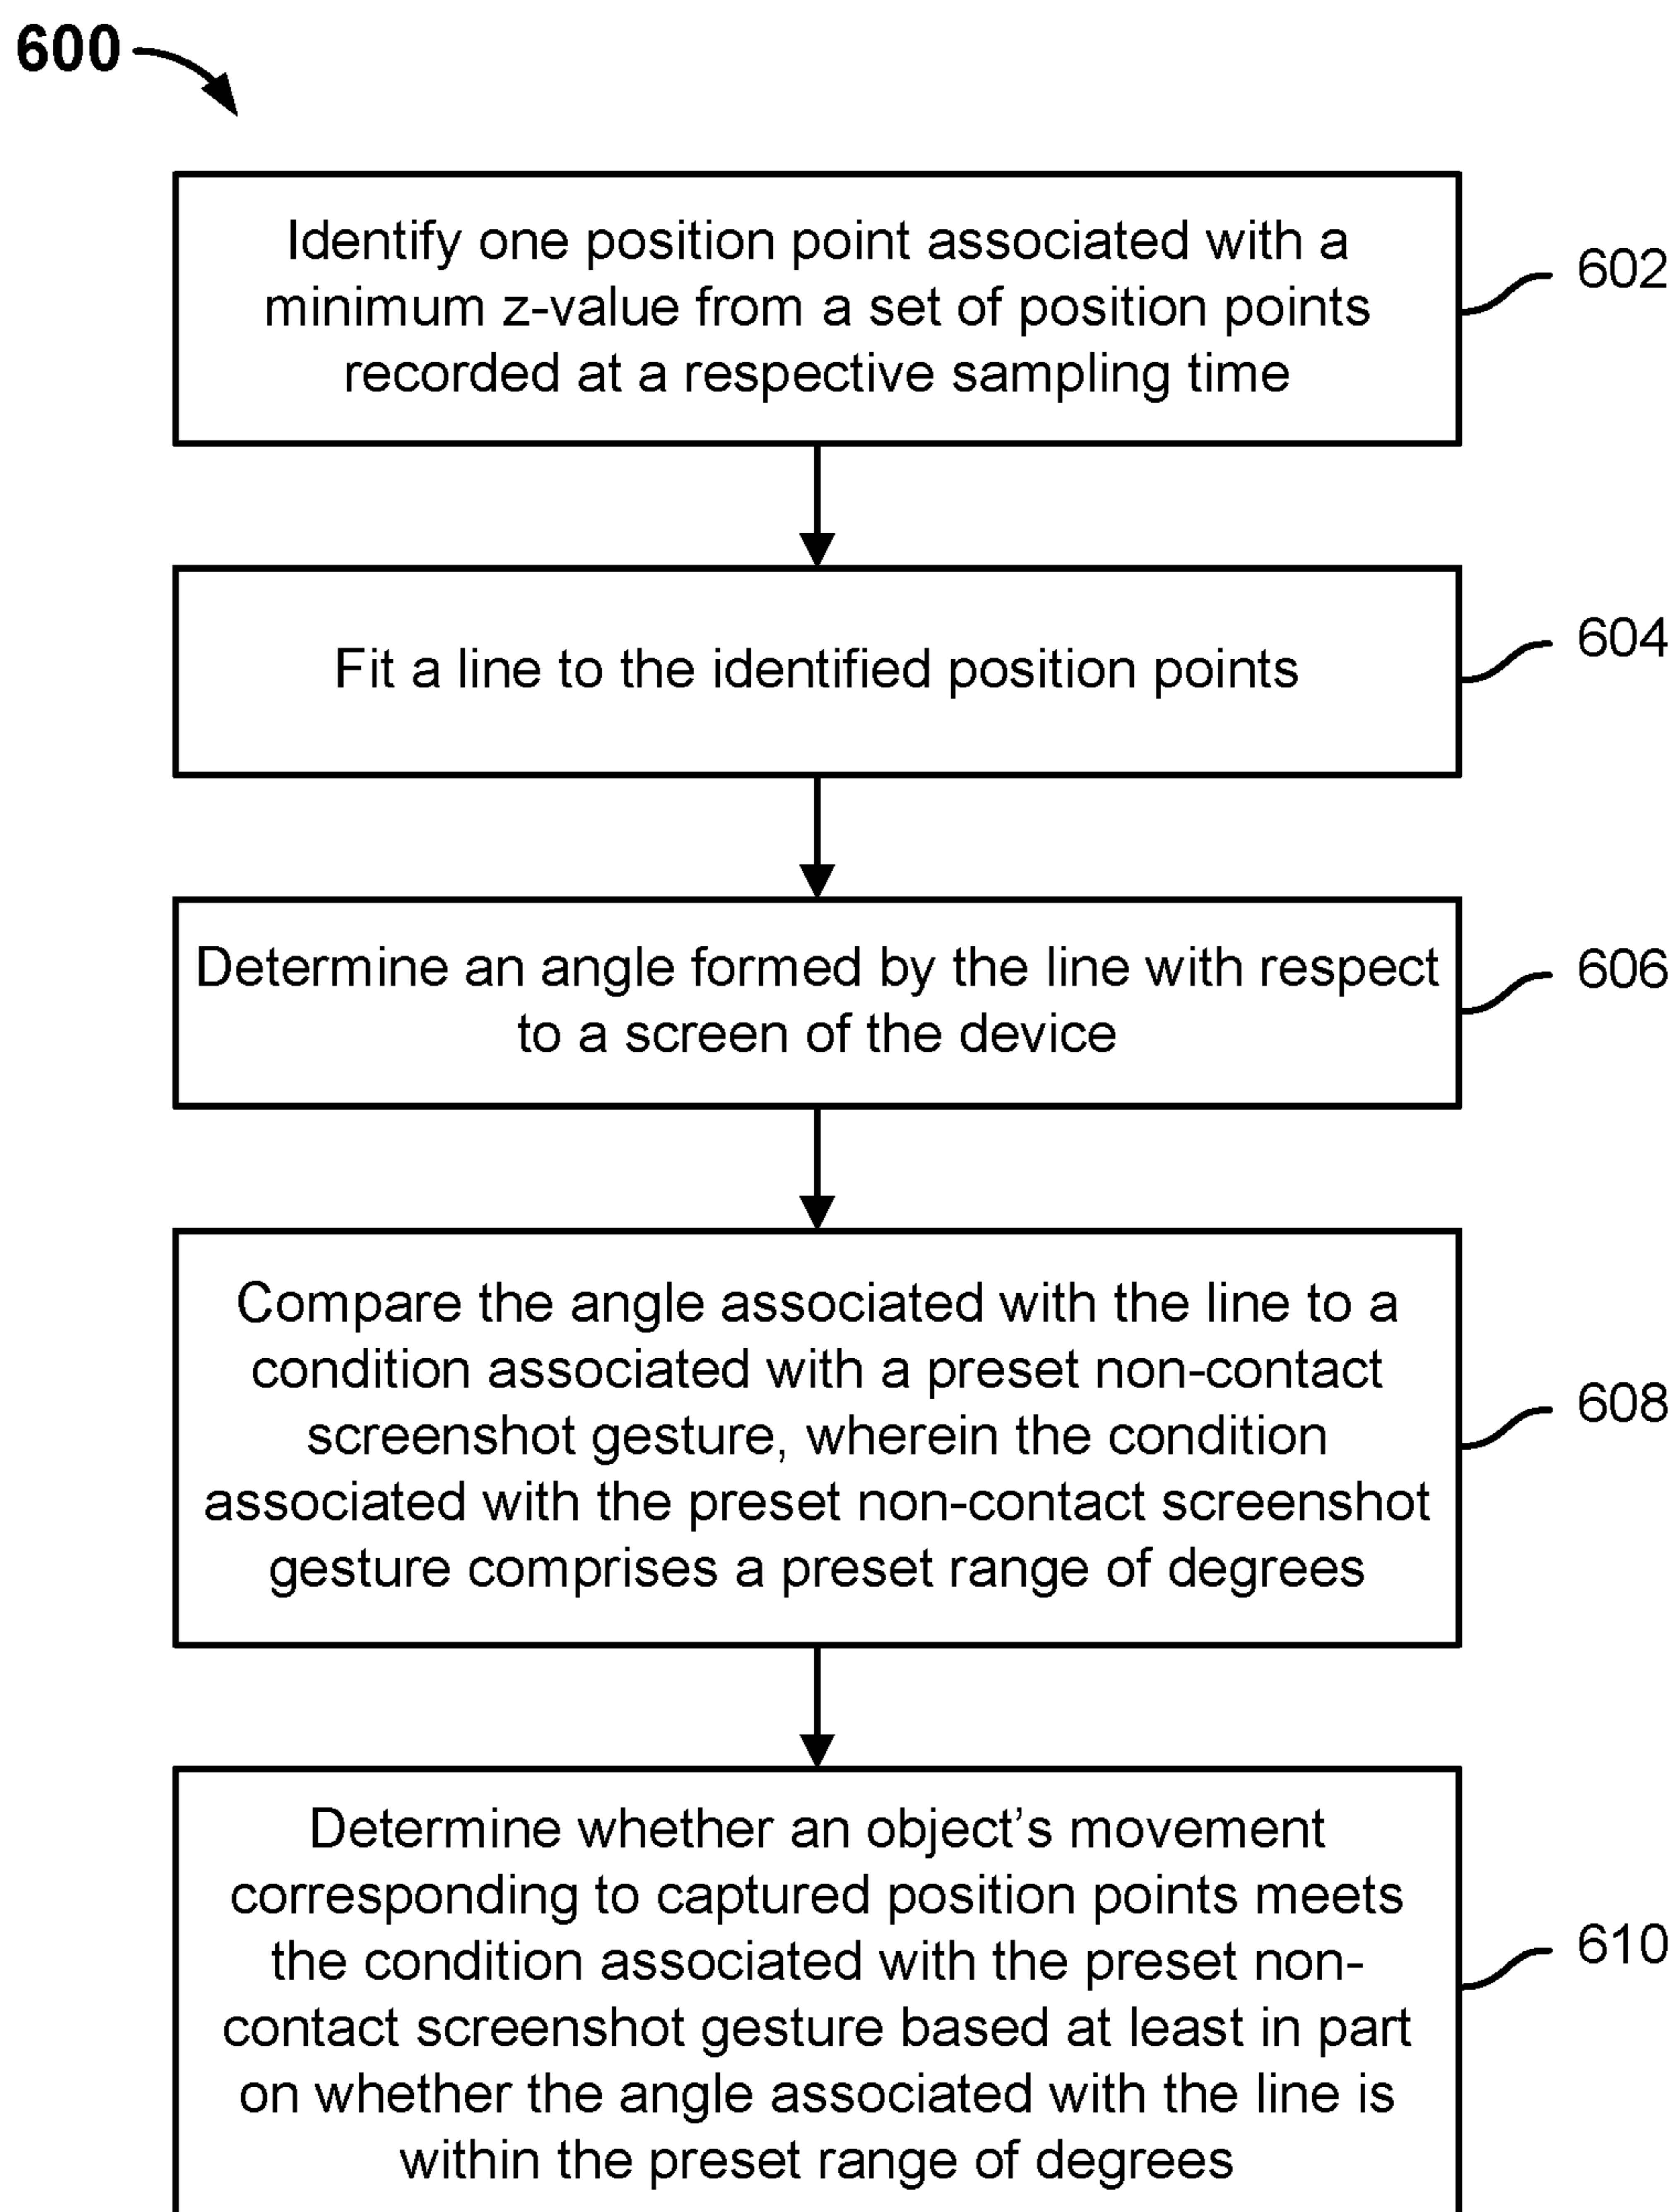 600
Identify one position point associated with a
minimum z-value from a set of position points
recorded at a respective sampling time
602
Fit a line to the identified position points
604
Determine an angle formed by the line with respect
to a screen of the device
606
Compare the angle associated with the line to a
condition associated with a preset non-contact
screenshot gesture, wherein the condition
associated with the preset non-contact screenshot
gesture comprises a preset range of degrees
608
Determine whether an object’s movement
corresponding to captured position points meets
the condition associated with the preset non-
contact screenshot gesture based at least in part
on whether the angle associated with the line is
within the preset range of degrees
610